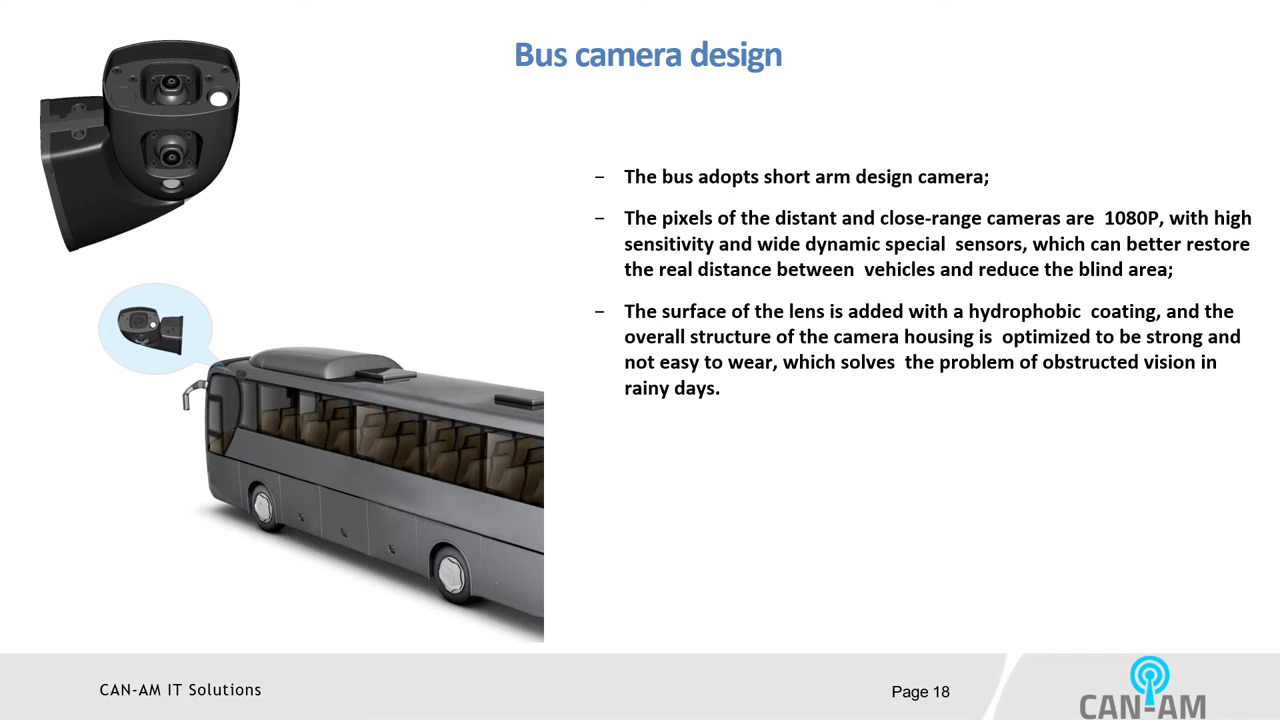 Bus camera design
− The bus adopts short arm design camera;
− The pixels of the distant and close-range cameras are 1080P, with high
sensitivity and wide dynamic special sensors, which can better restore
the real distance between vehicles and reduce the blind area;
− The surface of the lens is added with a hydrophobic coating, and the
overall structure of the camera housing is optimized to be strong and
not easy to wear, which solves the problem of obstructed vision in
rainy days.
CAN-AM IT Solutions
Page 18
CAN-AM